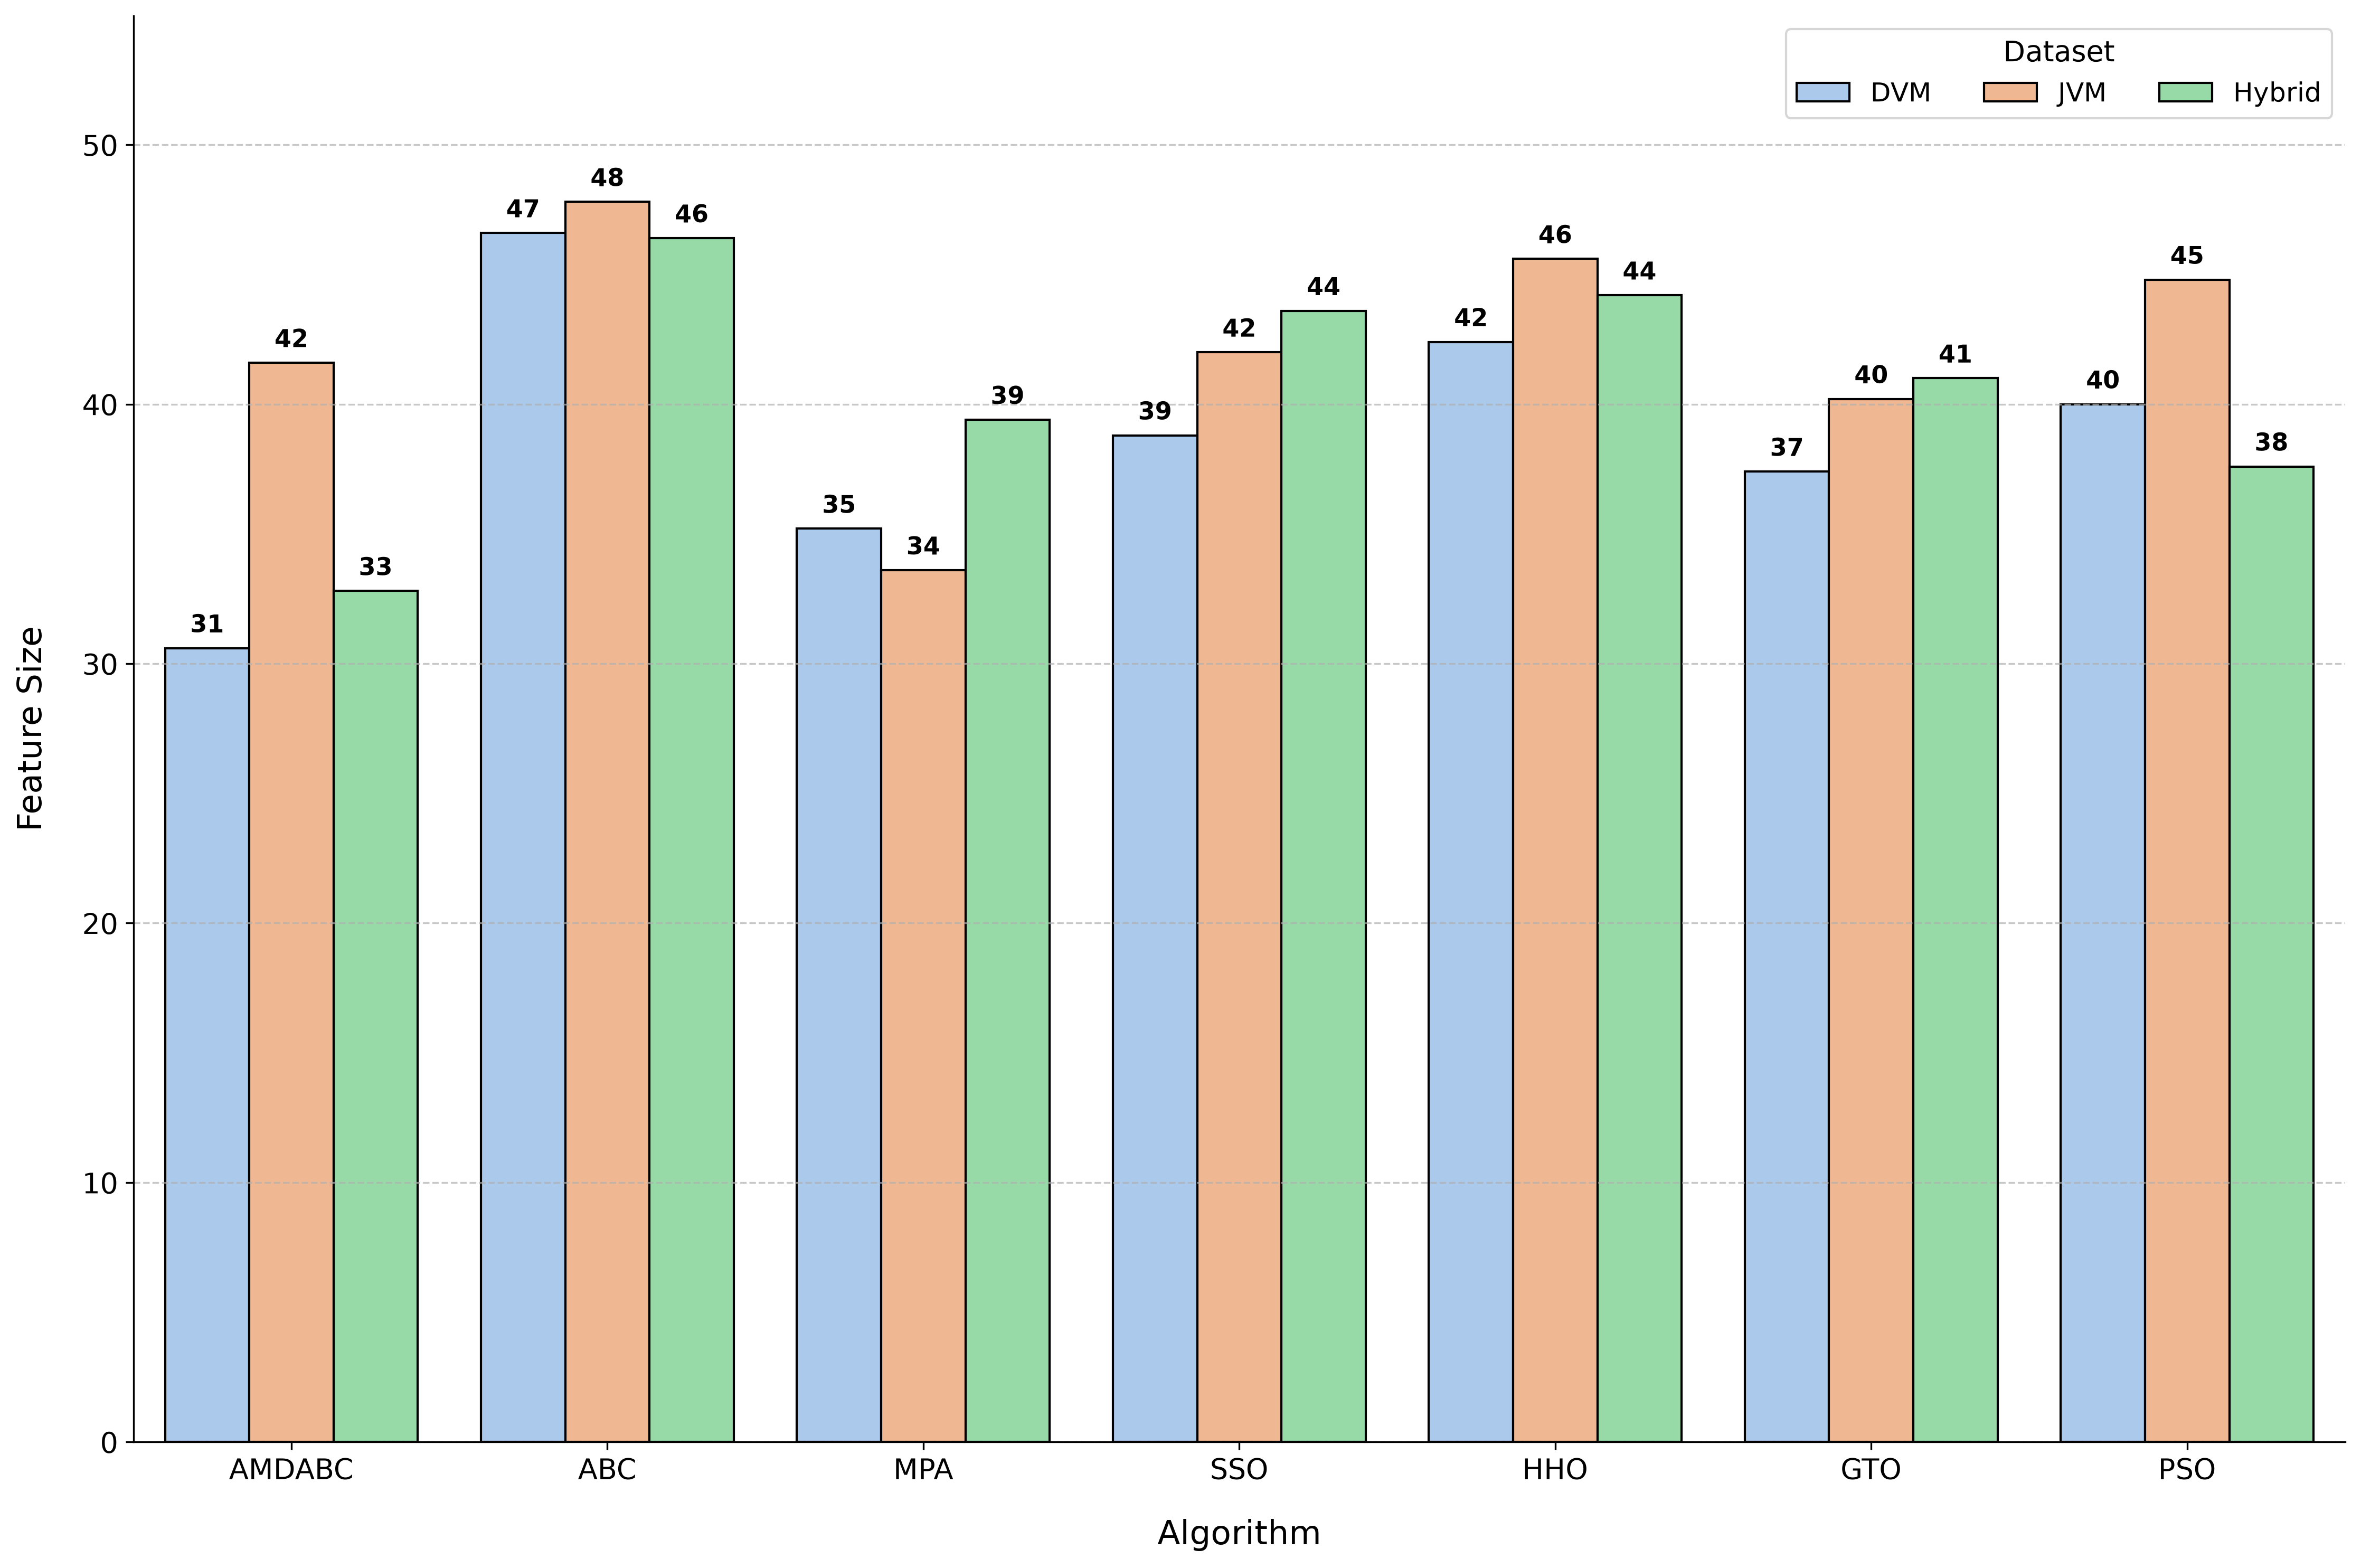 Dataset
DVM JVM Hybrid
Feature Size
50
40
30
20
10
0
31 42 33
47 48 46
35 34 39
39 42 44
42 46 44
37 40 41
40 45 38
AMDABC ABC MPA SSO HHO GTO PSO
Algorithm